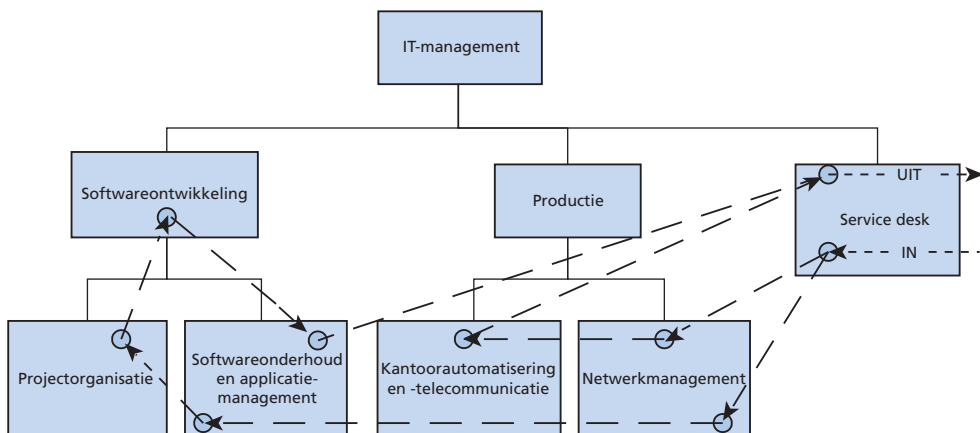 IT-management
Softwareontwikkeling
Productie
UIT
Service desk
IN
Projectorganisatie
Softwareonderhoud
en applicatie-
management
Kantoorautomatisering
en -telecommunicatie
Netwerkmanagement